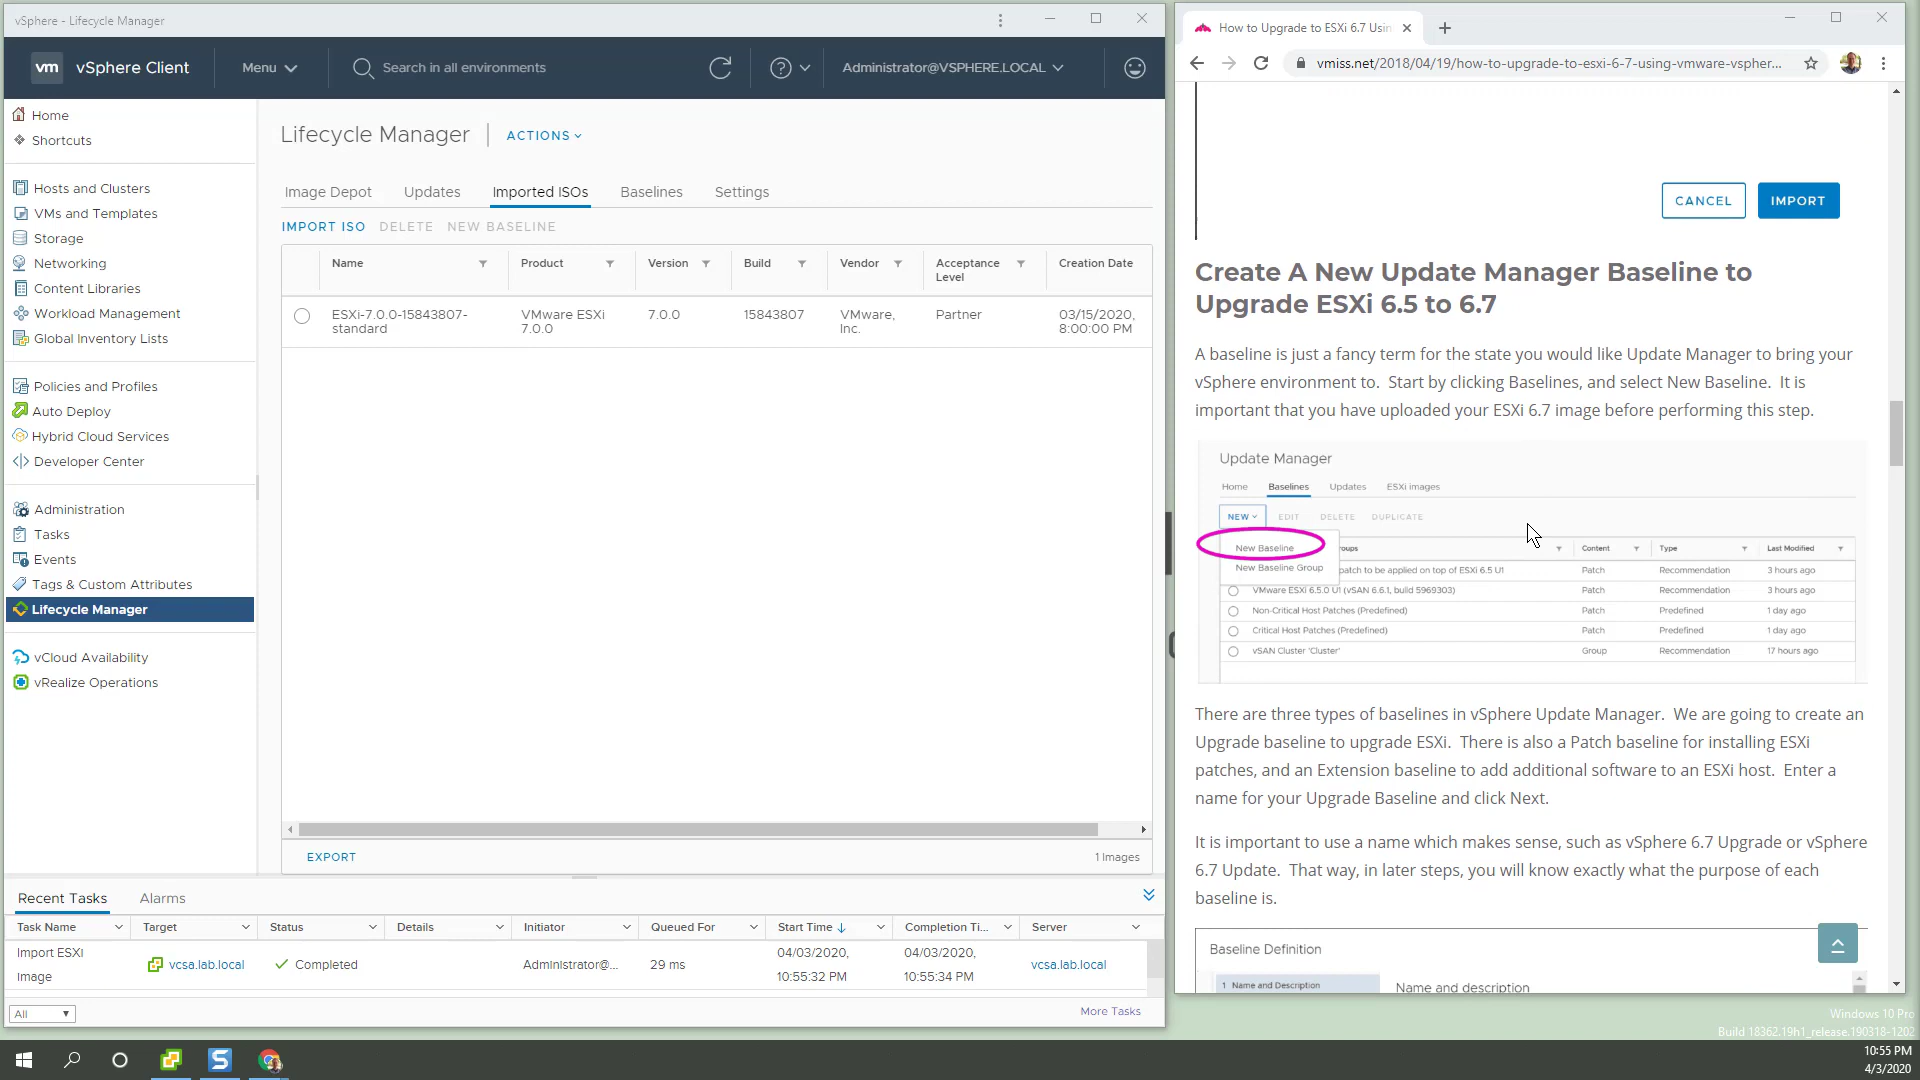 vSphere - Lifecycle Manager
vm vSphere Client
Menu
Search in all environments
Administrator@VSPHERE.LOCAL
Home
Shortcuts
Hosts and Clusters
VMs and Templates
Storage
Networking
Content Libraries
Workload Management
Global Inventory Lists
Policies and Profiles
Auto Deploy
Hybrid Cloud Services
Developer Center
Administration
Tasks
Events
Tags & Custom Attributes
Lifecycle Manager
vCloud Availability
vRealize Operations
Lifecycle Manager
ACTIONS
Image Depot Updates Imported ISOs Baselines Settings
IMPORT ISO DELETE NEW BASELINE
Name Product Version Build Vendor Acceptance Level Creation Date
ESXi-7.0.0-15843807-standard VMware ESXi 7.0.0 7.0.0 15843807 VMware, Inc. Partner 03/15/2020, 8:00:00 PM
EXPORT
1 Images
Recent Tasks Alarms
Task Name Target Status Details Initiator Queued For Start Time Completion Ti... Server
Import ESXi image vcsa.lab.local Completed Administrator@... 29 ms 04/03/2020, 10:55:32 PM 04/03/2020, 10:55:34 PM vcsa.lab.local
All
More Tasks
How to Upgrade to ESXi 6.7 Usin
vmiss.net/2018/04/19/how-to-upgrade-to-esxi-6-7-using-vmware-vspher...
CANCEL IMPORT
Create A New Update Manager Baseline to
Upgrade ESXi 6.5 to 6.7
A baseline is just a fancy term for the state you would like Update Manager to bring your
vSphere environment to. Start by clicking Baselines, and select New Baseline. It is
important that you have uploaded your ESXi 6.7 image before performing this step.
Update Manager
Home Baselines Updates ESXi images
NEW EDIT DELETE DUPLICATE
New Baseline
New Baseline Group
oups Content Type Last Modified
patch to be applied on top of ESXi 6.5 U1 Patch Recommendation 3 hours ago
VMware ESXi 6.5.0 U1 (vSAN 6.6.1, build 5969303) Patch Recommendation 3 hours ago
Non-Critical Host Patches (Predefined) Patch Predefined 1 day ago
Critical Host Patches (Predefined) Patch Predefined 1 day ago
vSAN Cluster 'Cluster' Group Recommendation 17 hours ago
There are three types of baselines in vSphere Update Manager. We are going to create an
Upgrade baseline to upgrade ESXi. There is also a Patch baseline for installing ESXi
patches, and an Extension baseline to add additional software to an ESXi host. Enter a
name for your Upgrade Baseline and click Next.
It is important to use a name which makes sense, such as vSphere 6.7 Upgrade or vSphere
6.7 Update. That way, in later steps, you will know exactly what the purpose of each
baseline is.
Baseline Definition
1 Name and Description
Name and description
Windows 10 Pro
Build 18362.19h1_release.190318-1202
10:55 PM
4/3/2020